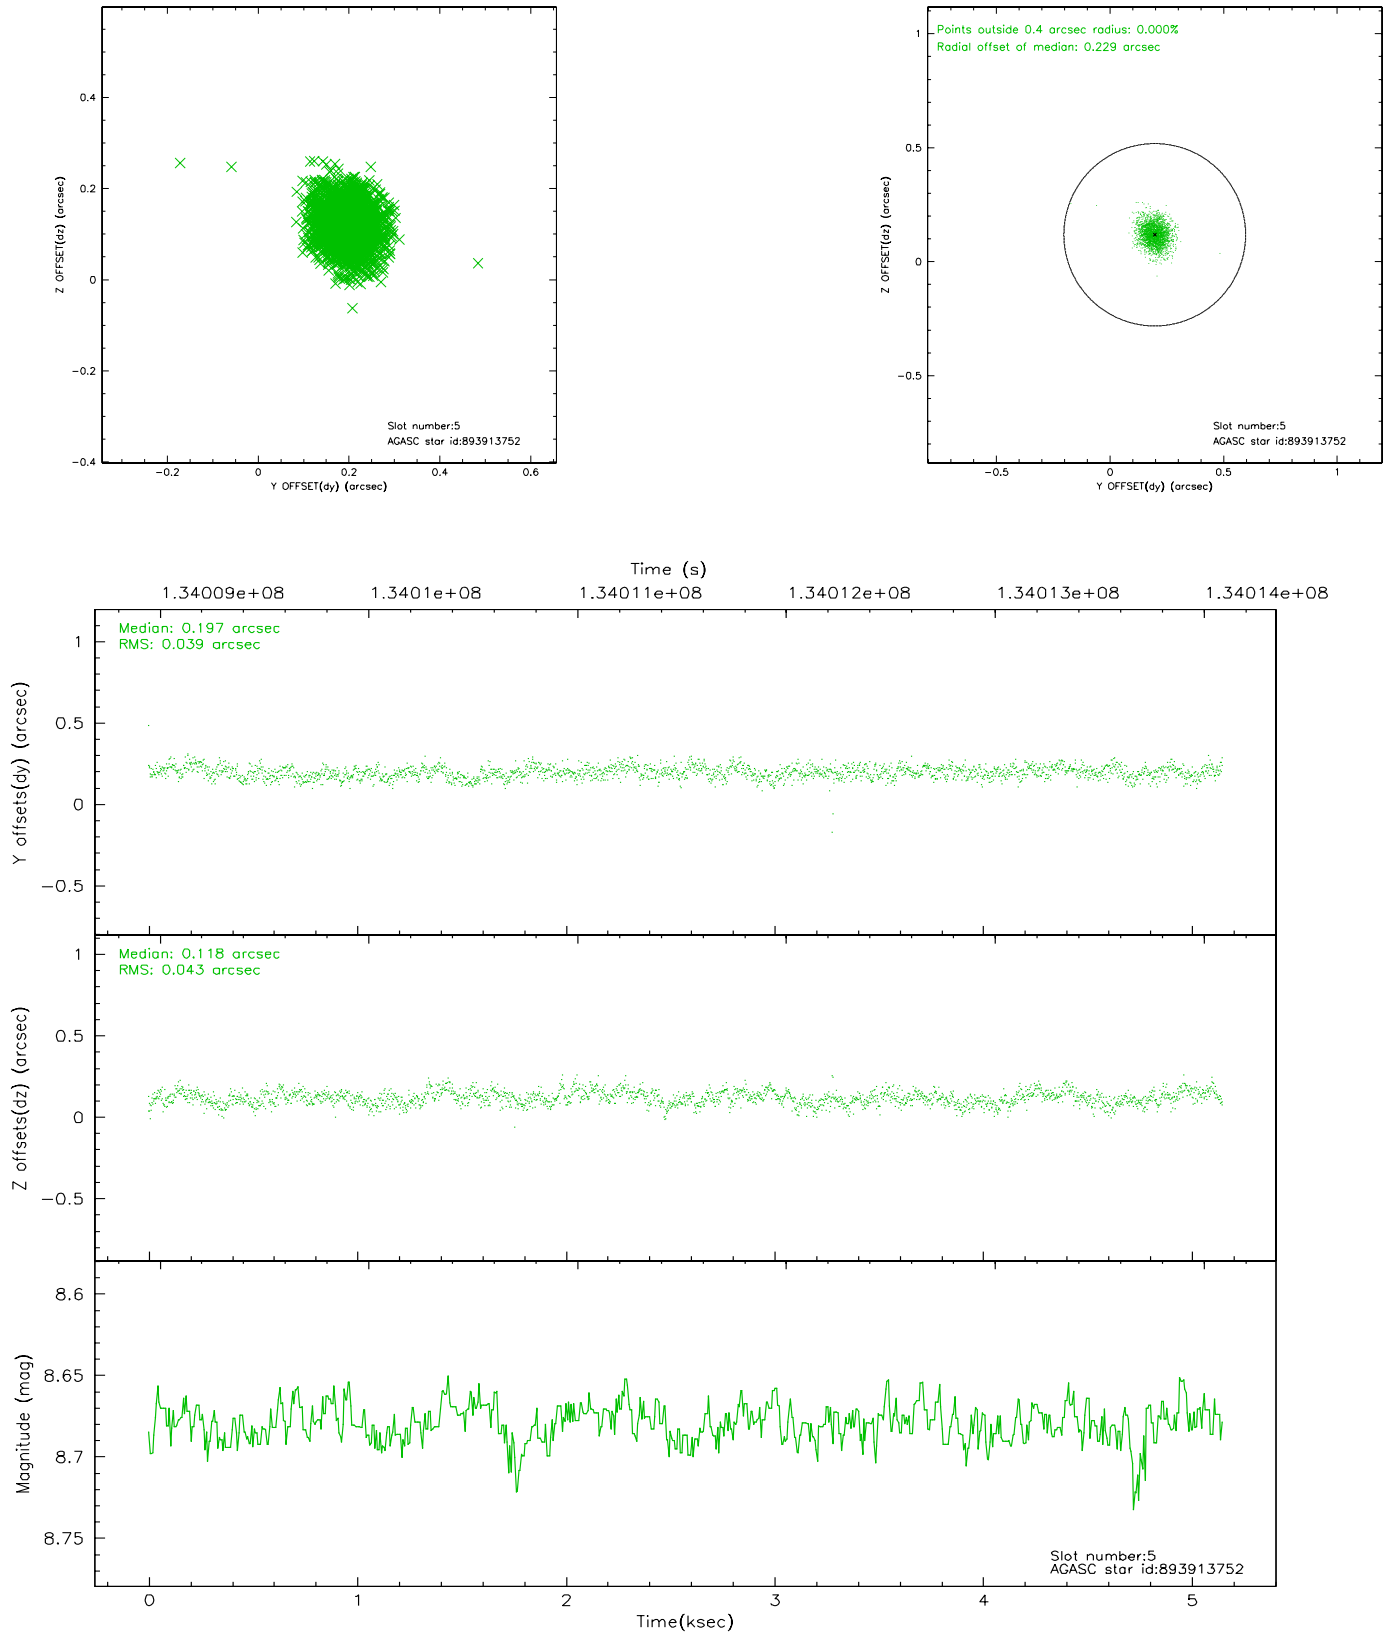 0.4
0.2
0
−0.2
−0.4
Z OFFSET(dz) (arcsec)
Slot number:5
AGASC star id:893913752
−0.2
0
0.2
0.4
0.6
Y OFFSET(dy) (arcsec)
Points outside 0.4 arcsec radius: 0.000%
Radial offset of median: 0.229 arcsec
1
0.5
0
−0.5
Z OFFSET(dz) (arcsec)
Slot number:5
AGASC star id:893913752
−0.5
0
0.5
1
Y OFFSET(dy) (arcsec)
Time (s)
1.34009e+08
1.3401e+08
1.34011e+08
1.34012e+08
1.34013e+08
1.34014e+08
Median: 0.197 arcsec
RMS: 0.039 arcsec
1
0.5
0
−0.5
Y offsets(dy) (arcsec)
Median: 0.118 arcsec
RMS: 0.043 arcsec
1
0.5
0
−0.5
Z offsets(dz) (arcsec)
8.6
8.65
8.7
8.75
Magnitude (mag)
Slot number:5
AGASC star id:893913752
0
1
2
3
4
5
Time(ksec)